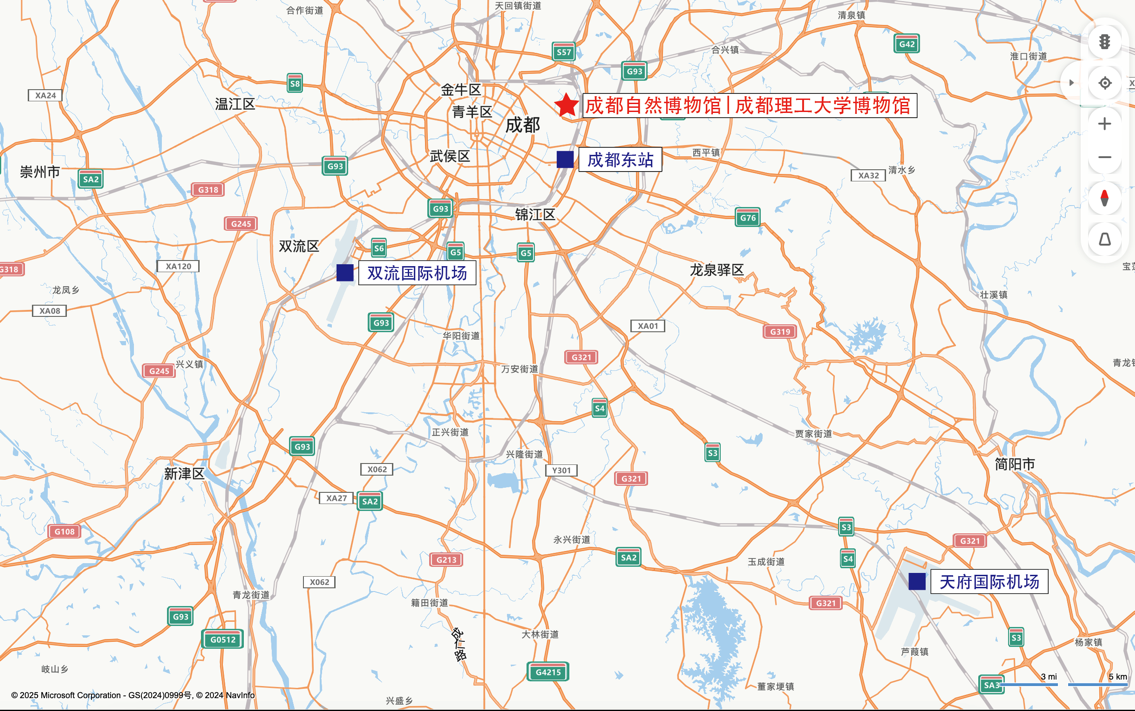 合作街道
天回镇街道
清泉镇
G42
S57
合兴镇
淮口街道
G93
S8
金牛区
XA24
温江区
青羊区
成都自然博物馆|成都理工大学博物馆
成都
武侯区
成都东站
西平镇
G93
崇州市
SA2
XA32
清水乡
G318
G93
锦江区
G76
G245
双流区
S6
G5
G5
XA120
G318
双流国际机场
龙泉驿区
龙凤乡
壮溪镇
XA08
G93
XA01
G319
华阳街道
G321
兴义镇
G245
万安街道
S4
正兴街道
贾家街道
G93
S3
兴隆街道
简阳市
新津区
X062
Y301
G321
XA27
SA2
S3
G108
永兴街道
G321
G213
SA2
S4
玉成街道
X062
天府国际机场
青龙街道
籍田街道
G321
G93
成仁路
大林街道
G0512
S3
杨家镇
芦葭镇
岐山乡
G4215
3 mi
5 km
董家埂镇
SA3
© 2025 Microsoft Corporation - GS(2024)0999号, © 2024 NavInfo
兴盛乡